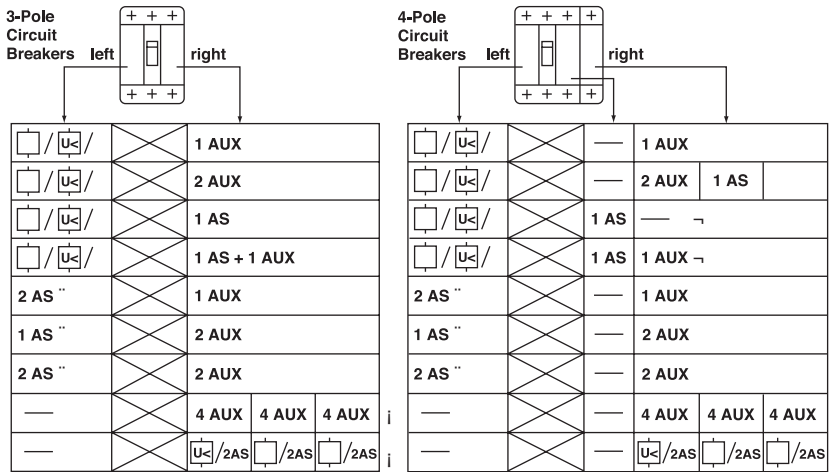 3-Pole
Circuit
Breakers left right
+ + +
+ + +
U< 1 AUX
U< 2 AUX
U< 1 AS
U< 1 AS + 1 AUX
2 AS ¨ 1 AUX
1 AS ¨ 2 AUX
2 AS ¨ 2 AUX
— 4 AUX 4 AUX 4 AUX ¡
— U< /2AS /2AS /2AS ¡
4-Pole
Circuit
Breakers left right
+ + + +
+ + + +
U< — 1 AUX
U< — 2 AUX 1 AS
U< 1 AS — ¬
U< 1 AS 1 AUX ¬
2 AS ¨ — 1 AUX
1 AS ¨ — 2 AUX
2 AS ¨ — 2 AUX
— — 4 AUX 4 AUX 4 AUX
— — U< /2AS /2AS /2AS